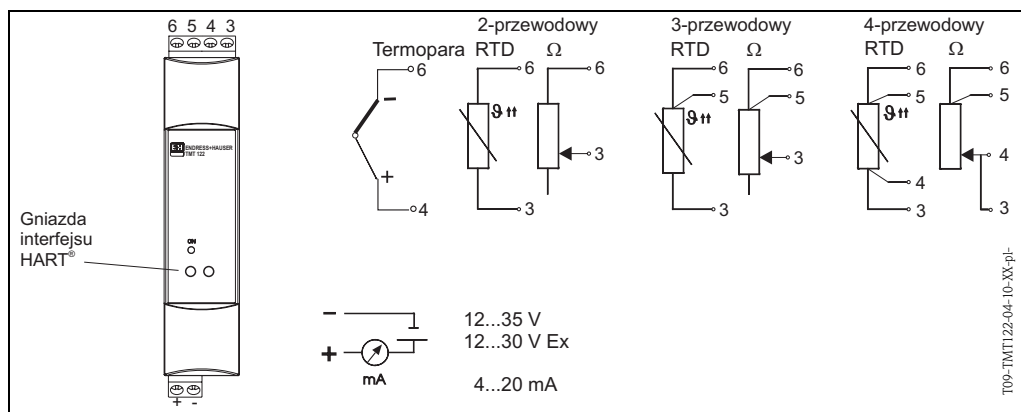 6 5 4 3
2-przewodowy 3-przewodowy 4-przewodowy
Termopara RTD Ω RTD Ω RTD Ω
6 6 6 6 6 6 6
5 5 5 5
ϑ ϑ ϑ
−
+
3 3 4 4
4 3 3 3 3
E+H ENDRESS+HAUSER
TMT 122
Gniazda
interfejsu
HART®
ON
- 12...35 V
12...30 V Ex
+
mA
4...20 mA
+ -
T09-TMT122-04-10-XX-pl-